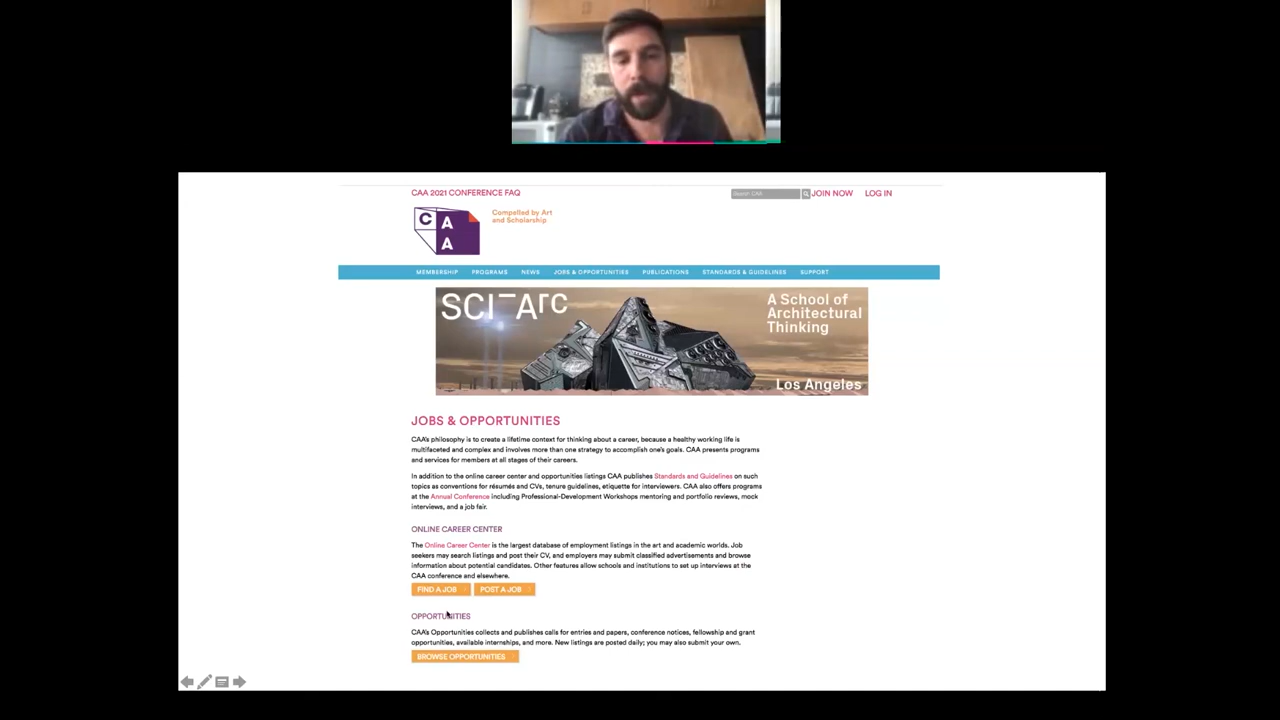 CAA 2021 CONFERENCE FAQ
Search CAA
JOIN NOW
LOG IN
C
A
A
Compelled by Art
and Scholarship
MEMBERSHIP PROGRAMS NEWS JOBS & OPPORTUNITIES PUBLICATIONS STANDARDS & GUIDELINES SUPPORT
SCI-Arc
A School of
Architectural
Thinking
Los Angeles
JOBS & OPPORTUNITIES
CAA's philosophy is to create a lifetime context for thinking about a career, because a healthy working life is
multifaceted and complex and involves more than one strategy to accomplish one's goals. CAA presents programs
and services for members at all stages of their careers.
In addition to the online career center and opportunities listings CAA publishes Standards and Guidelines on such
topics as conventions for résumés and CVs, tenure guidelines, etiquette for interviewers. CAA also offers programs
at the Annual Conference including Professional-Development Workshops mentoring and portfolio reviews, mock
interviews, and a job fair.
ONLINE CAREER CENTER
The Online Career Center is the largest database of employment listings in the art and academic worlds. Job
seekers may search listings and post their CV, and employers may submit classified advertisements and browse
information about potential candidates. Other features allow schools and institutions to set up interviews at the
CAA conference and elsewhere.
FIND A JOB
POST A JOB
OPPORTUNITIES
CAA's Opportunities collects and publishes calls for entries and papers, conference notices, fellowship and grant
opportunities, available internships, and more. New listings are posted daily; you may also submit your own.
BROWSE OPPORTUNITIES